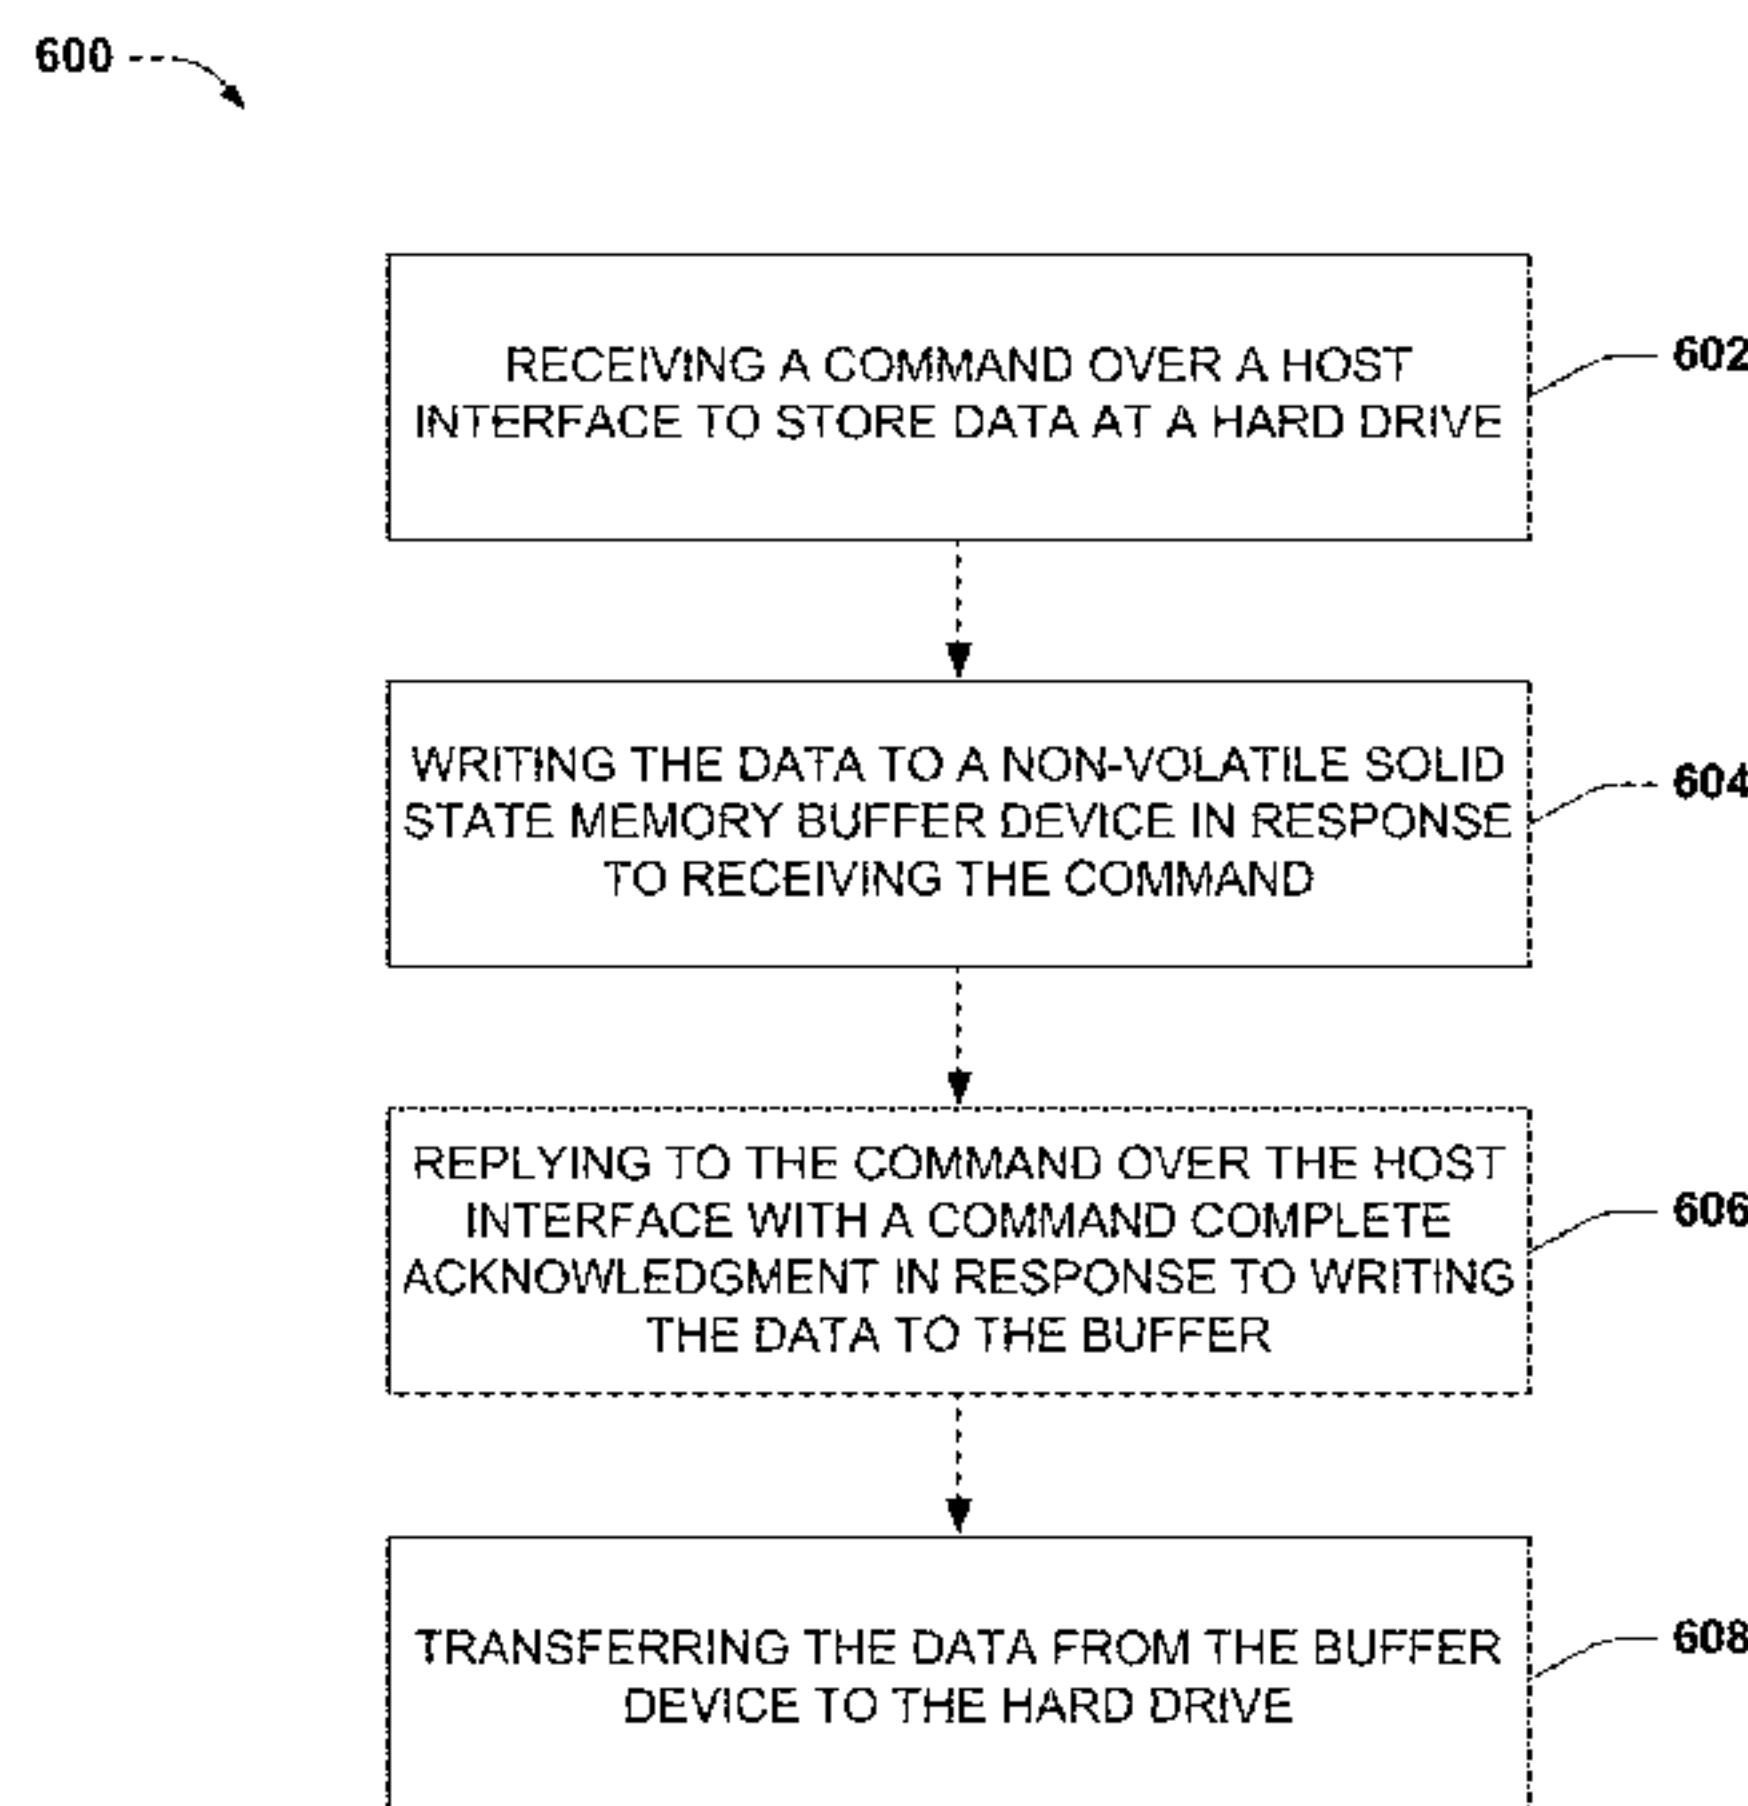 600
RECEIVING A COMMAND OVER A HOST
INTERFACE TO STORE DATA AT A HARD DRIVE
602
WRITING THE DATA TO A NON-VOLATILE SOLID
STATE MEMORY BUFFER DEVICE IN RESPONSE
TO RECEIVING THE COMMAND
604
REPLYING TO THE COMMAND OVER THE HOST
INTERFACE WITH A COMMAND COMPLETE
ACKNOWLEDGMENT IN RESPONSE TO WRITING
THE DATA TO THE BUFFER
606
TRANSFERRING THE DATA FROM THE BUFFER
DEVICE TO THE HARD DRIVE
608